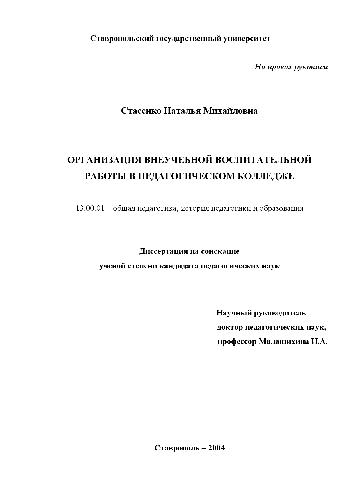 Ставропольский государственный университет
На правах рукописи
Стасенко Наталья Михайловна
ОРГАНИЗАЦИЯ ВНЕУЧЕБНОЙ ВОСПИТАТЕЛЬНОЙ
РАБОТЫ В ПЕДАГОГИЧЕСКОМ КОЛЛЕДЖЕ
13.00.01 – общая педагогика, история педагогики и образования
Диссертация на соискание
ученой степени кандидата педагогических наук
Научный руководитель
доктор педагогических наук,
профессор Малашихина И.А.
Ставрополь – 2004